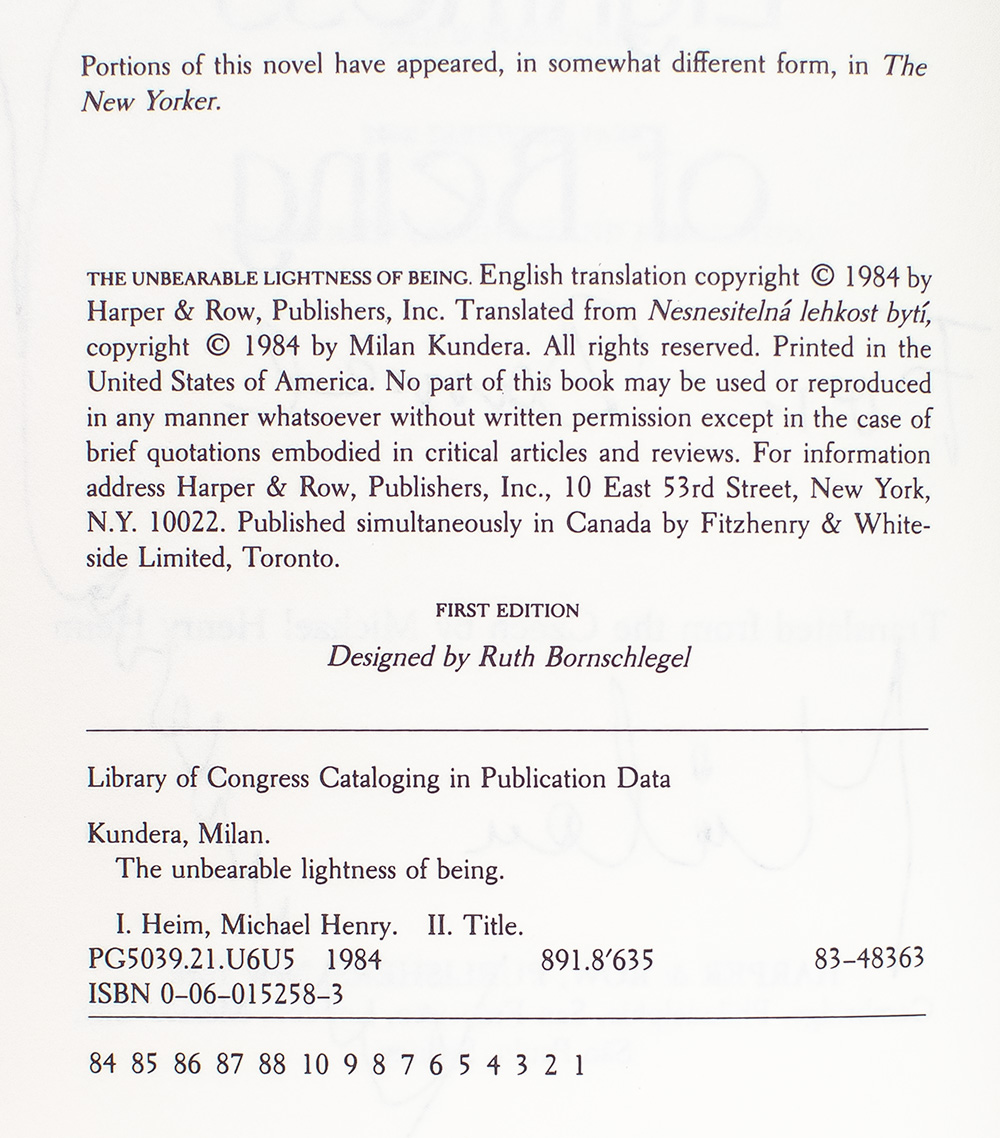 Portions of this novel have appeared, in somewhat different form, in The
New Yorker.
THE UNBEARABLE LIGHTNESS OF BEING. English translation copyright © 1984 by
Harper & Row, Publishers, Inc. Translated from Nesnesitelná lehkost bytí,
copyright © 1984 by Milan Kundera. All rights reserved. Printed in the
United States of America. No part of this book may be used or reproduced
in any manner whatsoever without written permission except in the case of
brief quotations embodied in critical articles and reviews. For information
address Harper & Row, Publishers, Inc., 10 East 53rd Street, New York,
N.Y. 10022. Published simultaneously in Canada by Fitzhenry & White-
side Limited, Toronto.
FIRST EDITION
Designed by Ruth Bornschlegel
Library of Congress Cataloging in Publication Data
Kundera, Milan.
The unbearable lightness of being.
I. Heim, Michael Henry. II. Title.
PG5039.21.U6U5 1984 891.8'635 83–48363
ISBN 0–06–015258–3
84 85 86 87 88 10 9 8 7 6 5 4 3 2 1